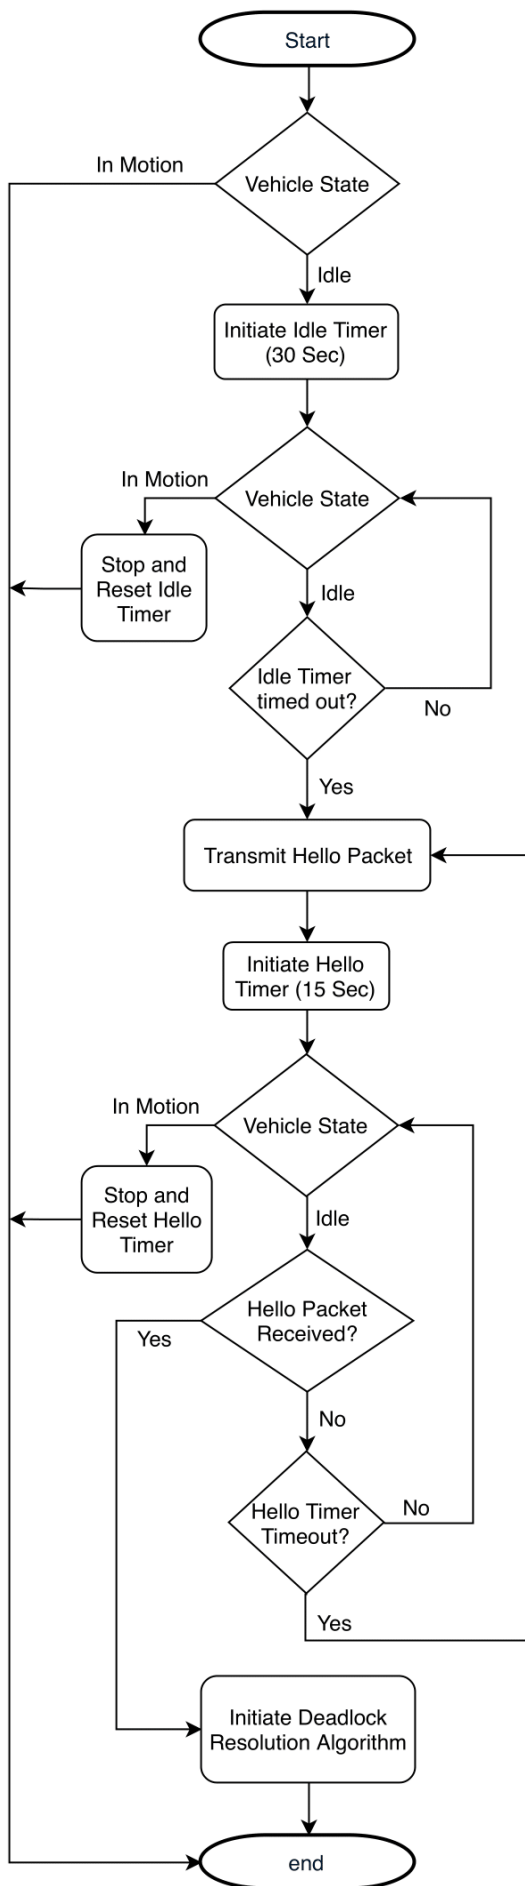 Start
In Motion
Vehicle State
Idle
Initiate Idle Timer
(30 Sec)
In Motion
Vehicle State
Stop and
Reset Idle
Timer
Idle
Idle Timer
timed out?
No
Yes
Transmit Hello Packet
Initiate Hello
Timer (15 Sec)
In Motion
Vehicle State
Stop and
Reset Hello
Timer
Idle
Hello Packet
Received?
Yes
No
Hello Timer
Timeout?
No
Yes
Initiate Deadlock
Resolution Algorithm
end